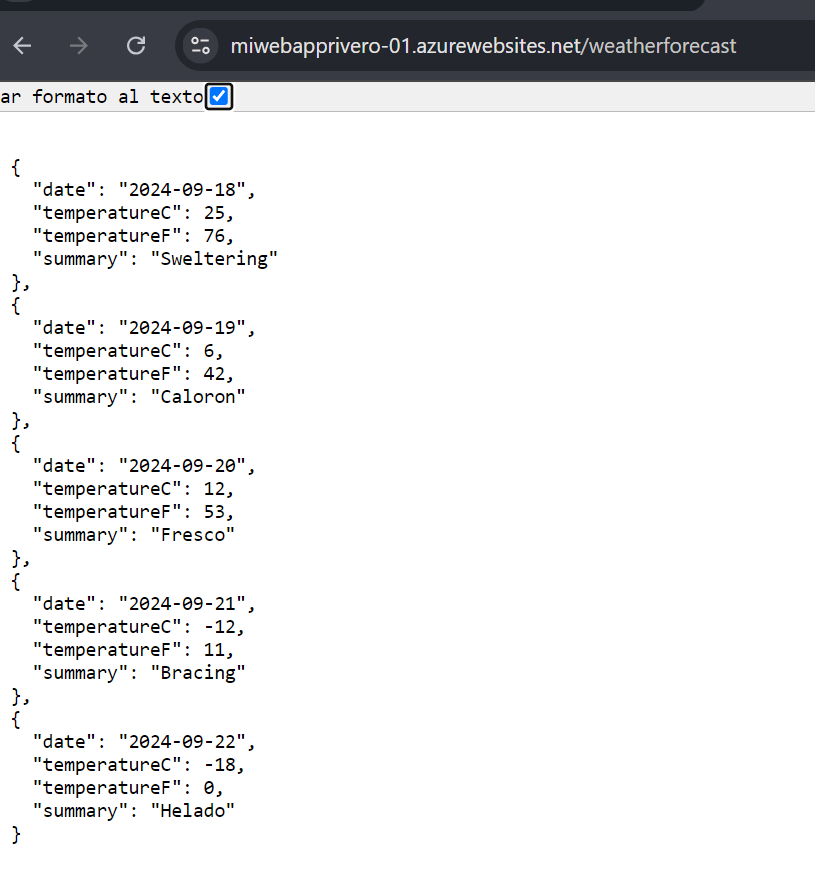 miwebapprivero-01.azurewebsites.net/weatherforecast
ar formato al texto
{
"date": "2024-09-18",
"temperatureC": 25,
"temperatureF": 76,
"summary": "Sweltering"
},
{
"date": "2024-09-19",
"temperatureC": 6,
"temperatureF": 42,
"summary": "Caloron"
},
{
"date": "2024-09-20",
"temperatureC": 12,
"temperatureF": 53,
"summary": "Fresco"
},
{
"date": "2024-09-21",
"temperatureC": -12,
"temperatureF": 11,
"summary": "Bracing"
},
{
"date": "2024-09-22",
"temperatureC": -18,
"temperatureF": 0,
"summary": "Helado"
}